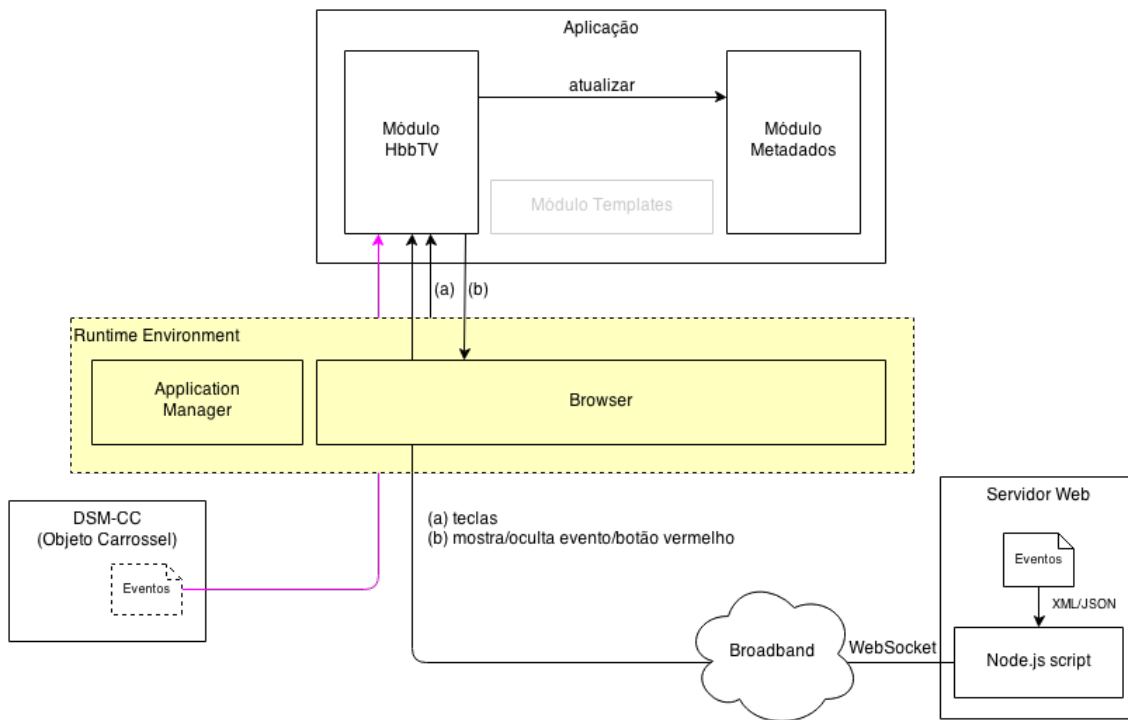 Aplicação
atualizar
Módulo
HbbTV
Módulo
Metadados
Módulo Templates
(a)
(b)
Runtime Environment
Application
Manager
Browser
DSM-CC
(Objeto Carrossel)
Eventos
(a) teclas
(b) mostra/oculta evento/botão vermelho
Servidor Web
Eventos
XML/JSON
Broadband
WebSocket
Node.js script